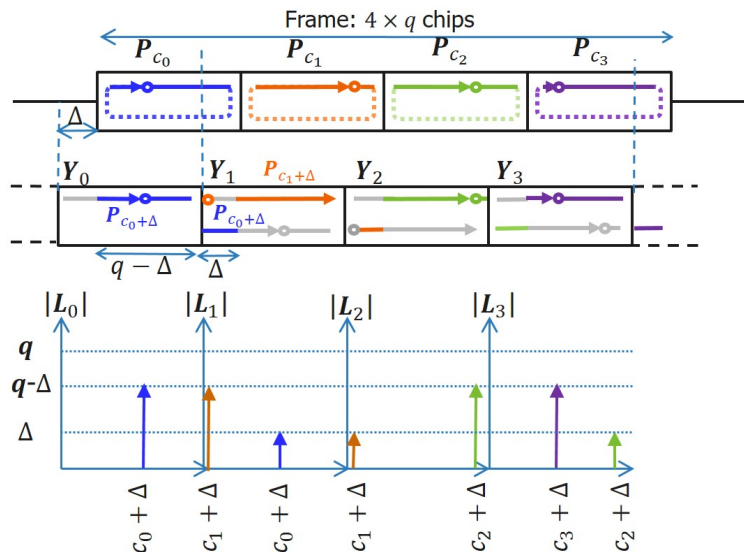 Frame: 4 × q chips
P_{c_0} P_{c_1} P_{c_2} P_{c_3}
Δ
Y_0 Y_1 P_{c_1+Δ} Y_2 Y_3
P_{c_0+Δ} P_{c_0+Δ}
q − Δ Δ
|L_0| |L_1| |L_2| |L_3|
q
q-Δ
Δ
c_0 + Δ c_1 + Δ c_0 + Δ c_1 + Δ c_2 + Δ c_3 + Δ c_2 + Δ